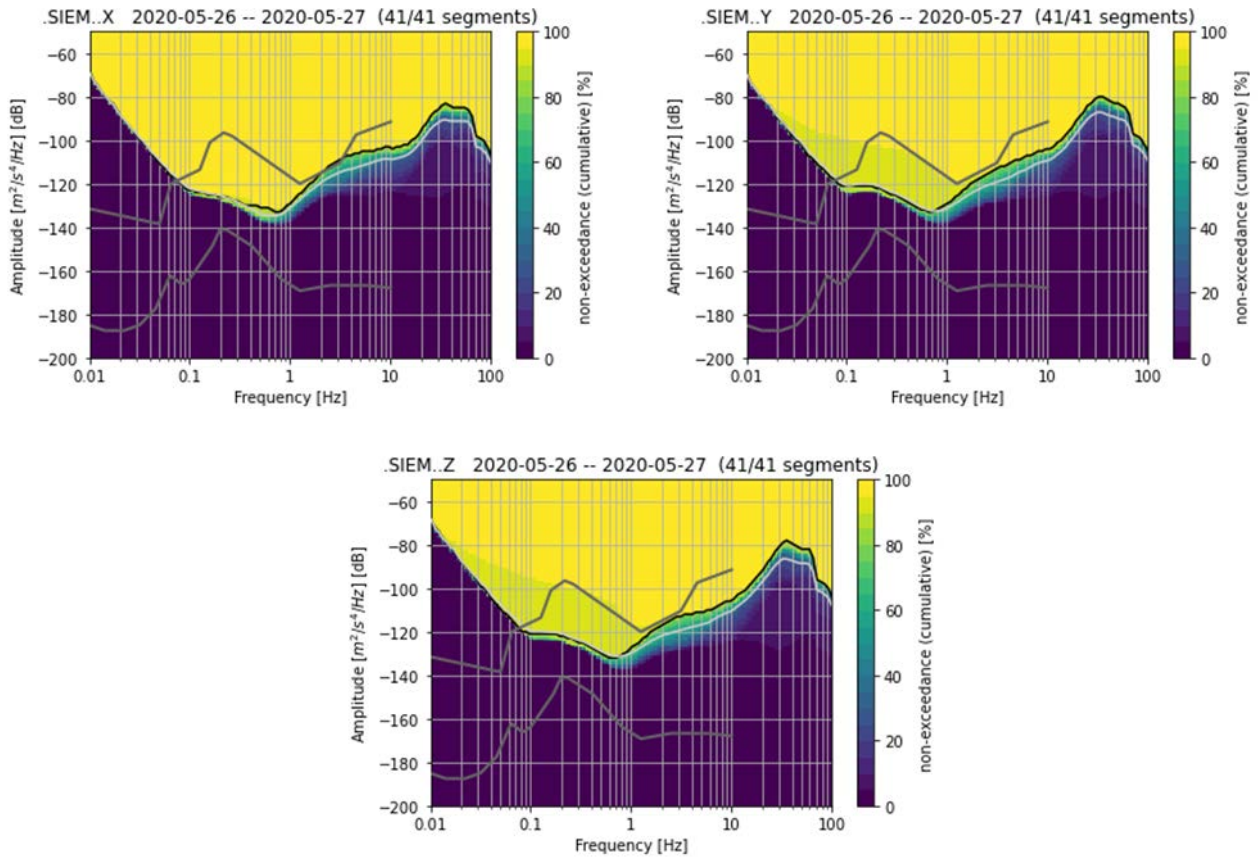 .SIEM..X 2020-05-26 -- 2020-05-27 (41/41 segments)
Amplitude [m²/s⁴/Hz] [dB]
−60
−80
−100
−120
−140
−160
−180
−200
0.01 0.1 1 10 100
Frequency [Hz]
100
80
60
40
20
0
non-exceedance (cumulative) [%]
.SIEM..Y 2020-05-26 -- 2020-05-27 (41/41 segments)
Amplitude [m²/s⁴/Hz] [dB]
−60
−80
−100
−120
−140
−160
−180
−200
0.01 0.1 1 10 100
Frequency [Hz]
100
80
60
40
20
0
non-exceedance (cumulative) [%]
.SIEM..Z 2020-05-26 -- 2020-05-27 (41/41 segments)
Amplitude [m²/s⁴/Hz] [dB]
−60
−80
−100
−120
−140
−160
−180
−200
0.01 0.1 1 10 100
Frequency [Hz]
100
80
60
40
20
0
non-exceedance (cumulative) [%]